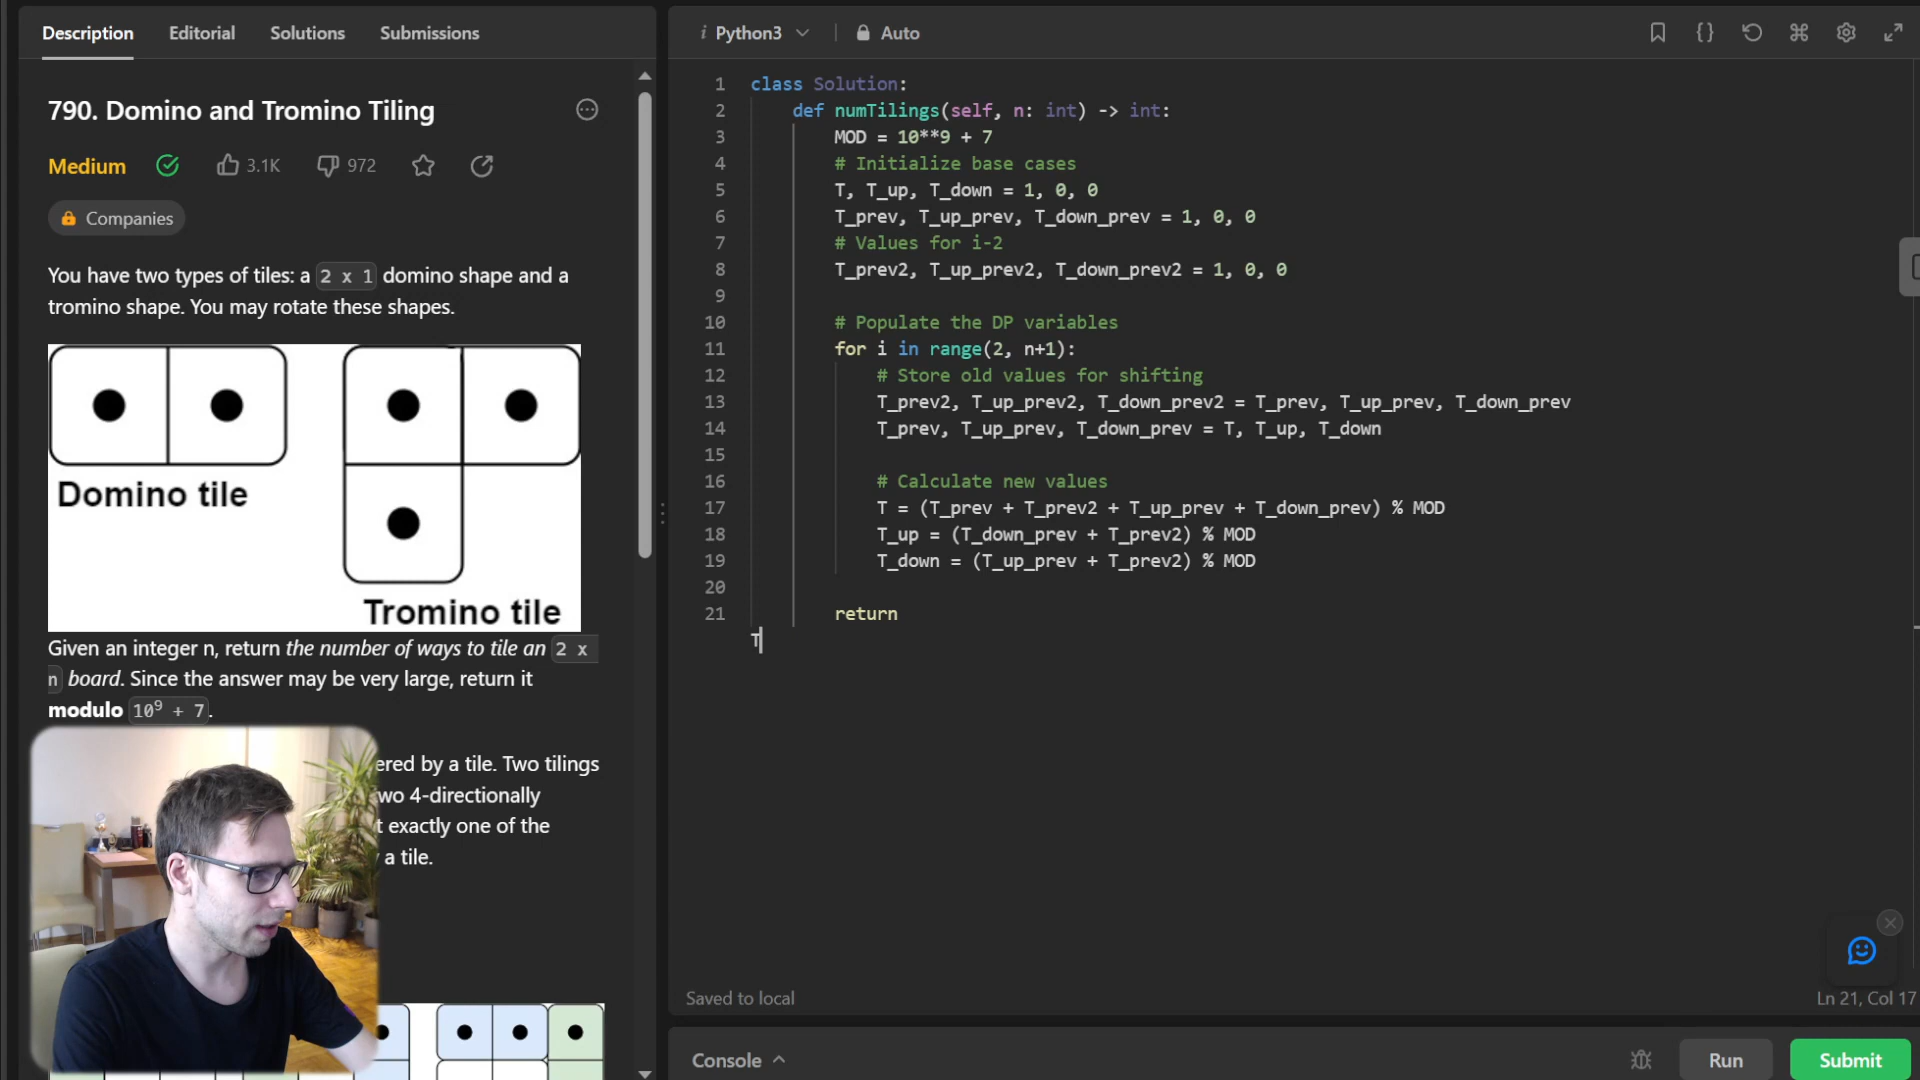 Description Editorial Solutions Submissions
790. Domino and Tromino Tiling
Medium 3.1K 972
Companies
You have two types of tiles: a 2 x 1 domino shape and a
tromino shape. You may rotate these shapes.
Domino tile
Tromino tile
Given an integer n, return the number of ways to tile an 2 x
n board. Since the answer may be very large, return it
modulo 10⁹ + 7.
ered by a tile. Two tilings
wo 4-directionally
t exactly one of the
a tile.
i Python3 Auto
1 class Solution:
2 def numTilings(self, n: int) -> int:
3 MOD = 10**9 + 7
4 # Initialize base cases
5 T, T_up, T_down = 1, 0, 0
6 T_prev, T_up_prev, T_down_prev = 1, 0, 0
7 # Values for i-2
8 T_prev2, T_up_prev2, T_down_prev2 = 1, 0, 0
9
10 # Populate the DP variables
11 for i in range(2, n+1):
12 # Store old values for shifting
13 T_prev2, T_up_prev2, T_down_prev2 = T_prev, T_up_prev, T_down_prev
14 T_prev, T_up_prev, T_down_prev = T, T_up, T_down
15
16 # Calculate new values
17 T = (T_prev + T_prev2 + T_up_prev + T_down_prev) % MOD
18 T_up = (T_down_prev + T_prev2) % MOD
19 T_down = (T_up_prev + T_prev2) % MOD
20
21 return
T
Saved to local Ln 21, Col 17
Console Run Submit